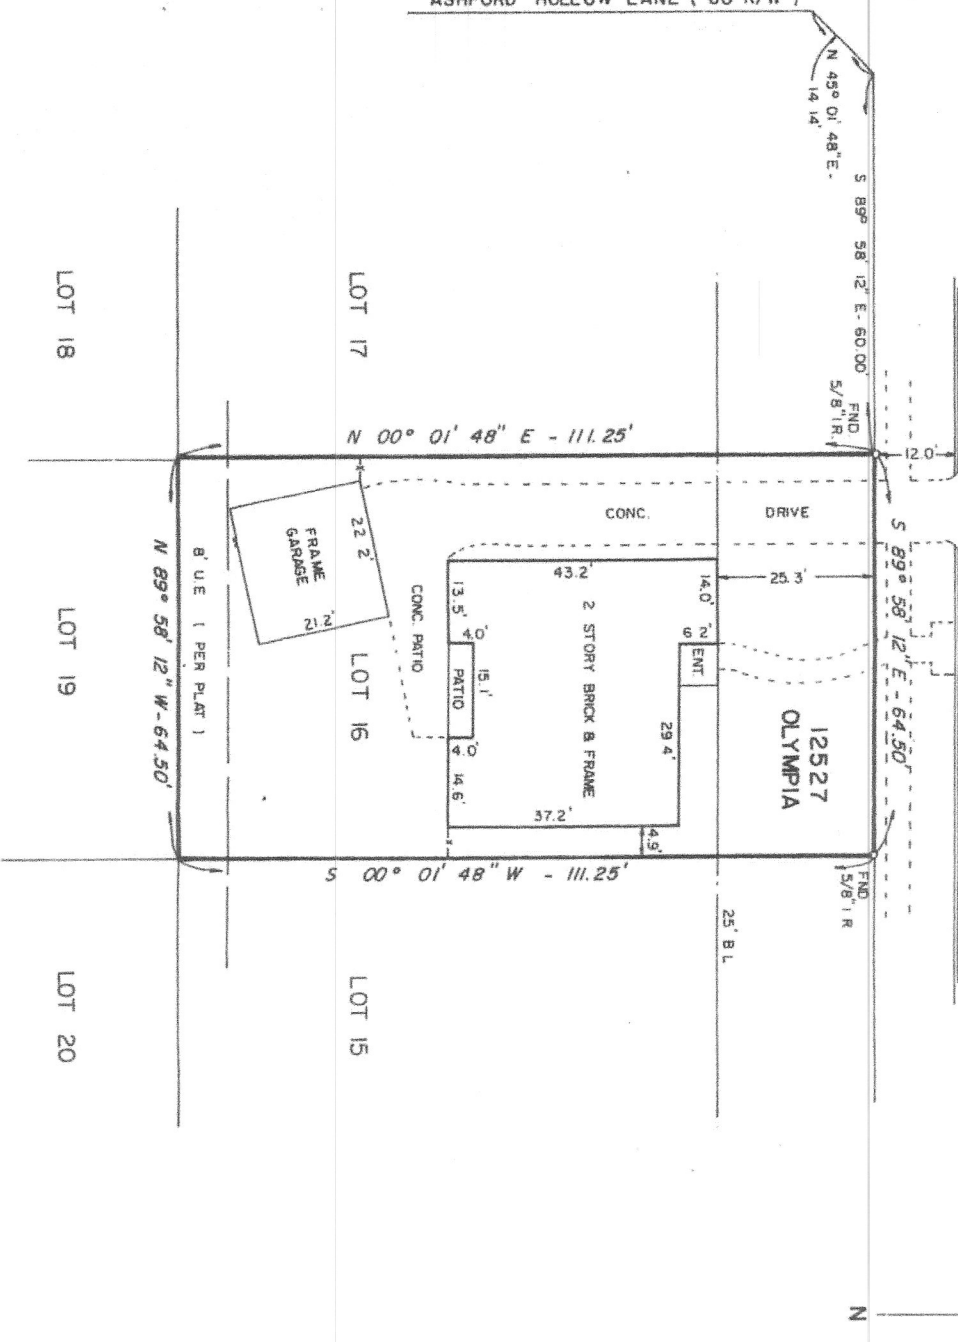 ASHFORD HOLLOW LANE ( 60' R/W )
N 45° 01' 48" E -
14.14'
S 89° 58' 12" E - 60.00'
FND
5/8" I R
12.0'
LOT 18
LOT 17
N 00° 01' 48" E - 111.25'
S 89° 58' 12" E - 64.50'
CONC. DRIVE
22 2'
FRAME
GARAGE
21.2'
43.2'
14.0'
25.3'
CONC. PATIO
13.5'
4.0'
15.1'
PATIO
4.0'
14.6'
2 STORY BRICK & FRAME
6 2'
ENT.
29 4'
12527
OLYMPIA
N 89° 58' 12" W - 64.50'
8' U.E ( PER PLAT )
LOT 19
LOT 16
37.2'
4.9'
S 00° 01' 48" W - 111.25'
FND
5/8" I R
25' B L
LOT 20
LOT 15
N